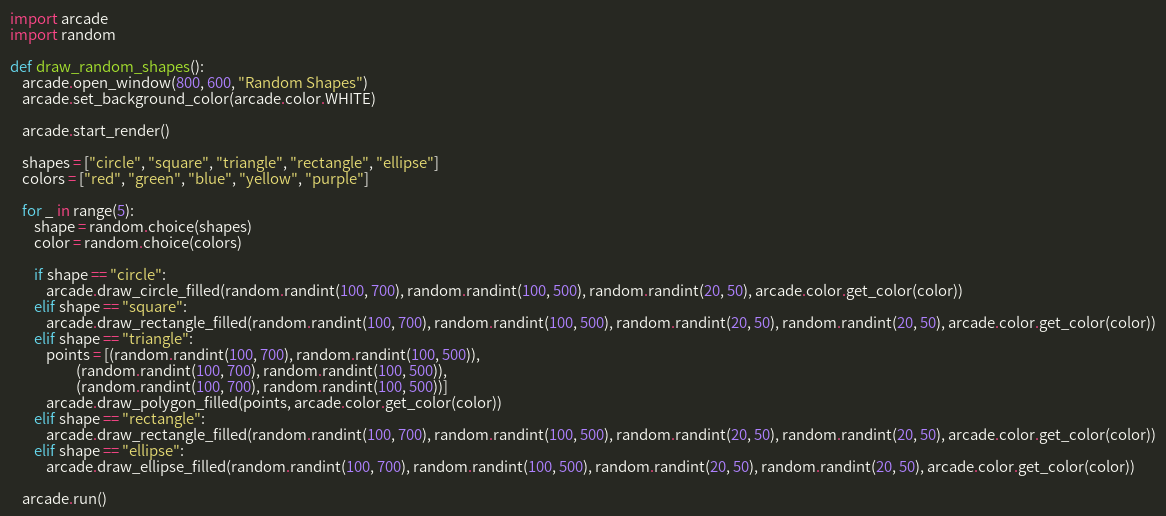 import arcade
import random
def draw_random_shapes():
arcade.open_window(800, 600, "Random Shapes")
arcade.set_background_color(arcade.color.WHITE)
arcade.start_render()
shapes = ["circle", "square", "triangle", "rectangle", "ellipse"]
colors = ["red", "green", "blue", "yellow", "purple"]
for _ in range(5):
shape = random.choice(shapes)
color = random.choice(colors)
if shape == "circle":
arcade.draw_circle_filled(random.randint(100, 700), random.randint(100, 500), random.randint(20, 50), arcade.color.get_color(color))
elif shape == "square":
arcade.draw_rectangle_filled(random.randint(100, 700), random.randint(100, 500), random.randint(20, 50), random.randint(20, 50), arcade.color.get_color(color))
elif shape == "triangle":
points = [(random.randint(100, 700), random.randint(100, 500)),
(random.randint(100, 700), random.randint(100, 500)),
(random.randint(100, 700), random.randint(100, 500))]
arcade.draw_polygon_filled(points, arcade.color.get_color(color))
elif shape == "rectangle":
arcade.draw_rectangle_filled(random.randint(100, 700), random.randint(100, 500), random.randint(20, 50), random.randint(20, 50), arcade.color.get_color(color))
elif shape == "ellipse":
arcade.draw_ellipse_filled(random.randint(100, 700), random.randint(100, 500), random.randint(20, 50), random.randint(20, 50), arcade.color.get_color(color))
arcade.run()